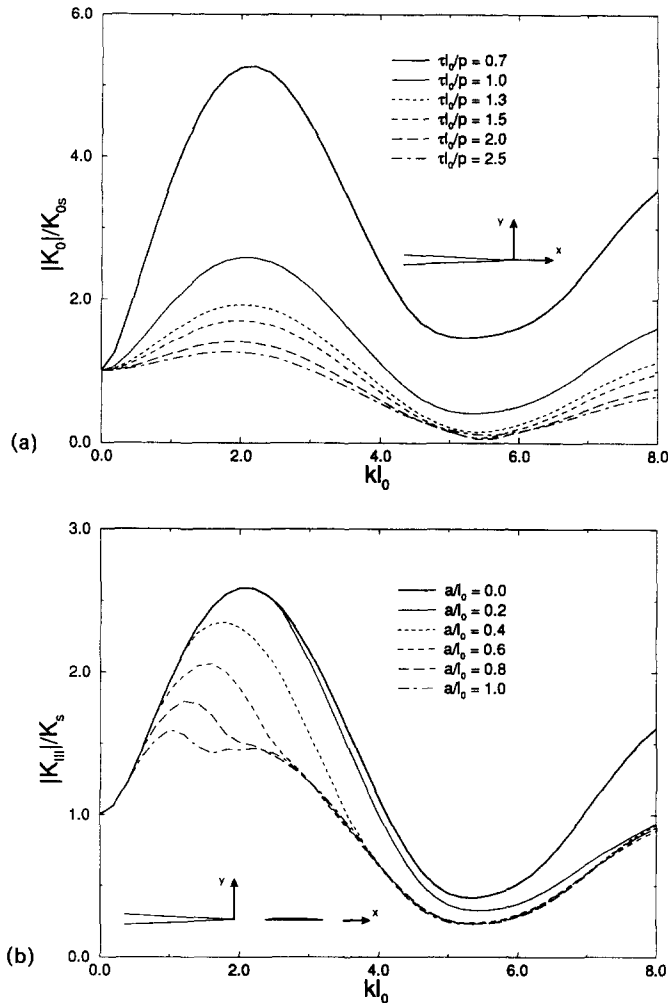 6.0
4.0
2.0
0.0
|K₀|/K₀ₛ
τl₀/p = 0.7
τl₀/p = 1.0
τl₀/p = 1.3
τl₀/p = 1.5
τl₀/p = 2.0
τl₀/p = 2.5
y
x
(a)
0.0 2.0 4.0 6.0 8.0
kl₀
3.0
2.0
1.0
0.0
|K_III|/Kₛ
a/l₀ = 0.0
a/l₀ = 0.2
a/l₀ = 0.4
a/l₀ = 0.6
a/l₀ = 0.8
a/l₀ = 1.0
y
x
(b)
0.0 2.0 4.0 6.0 8.0
kl₀